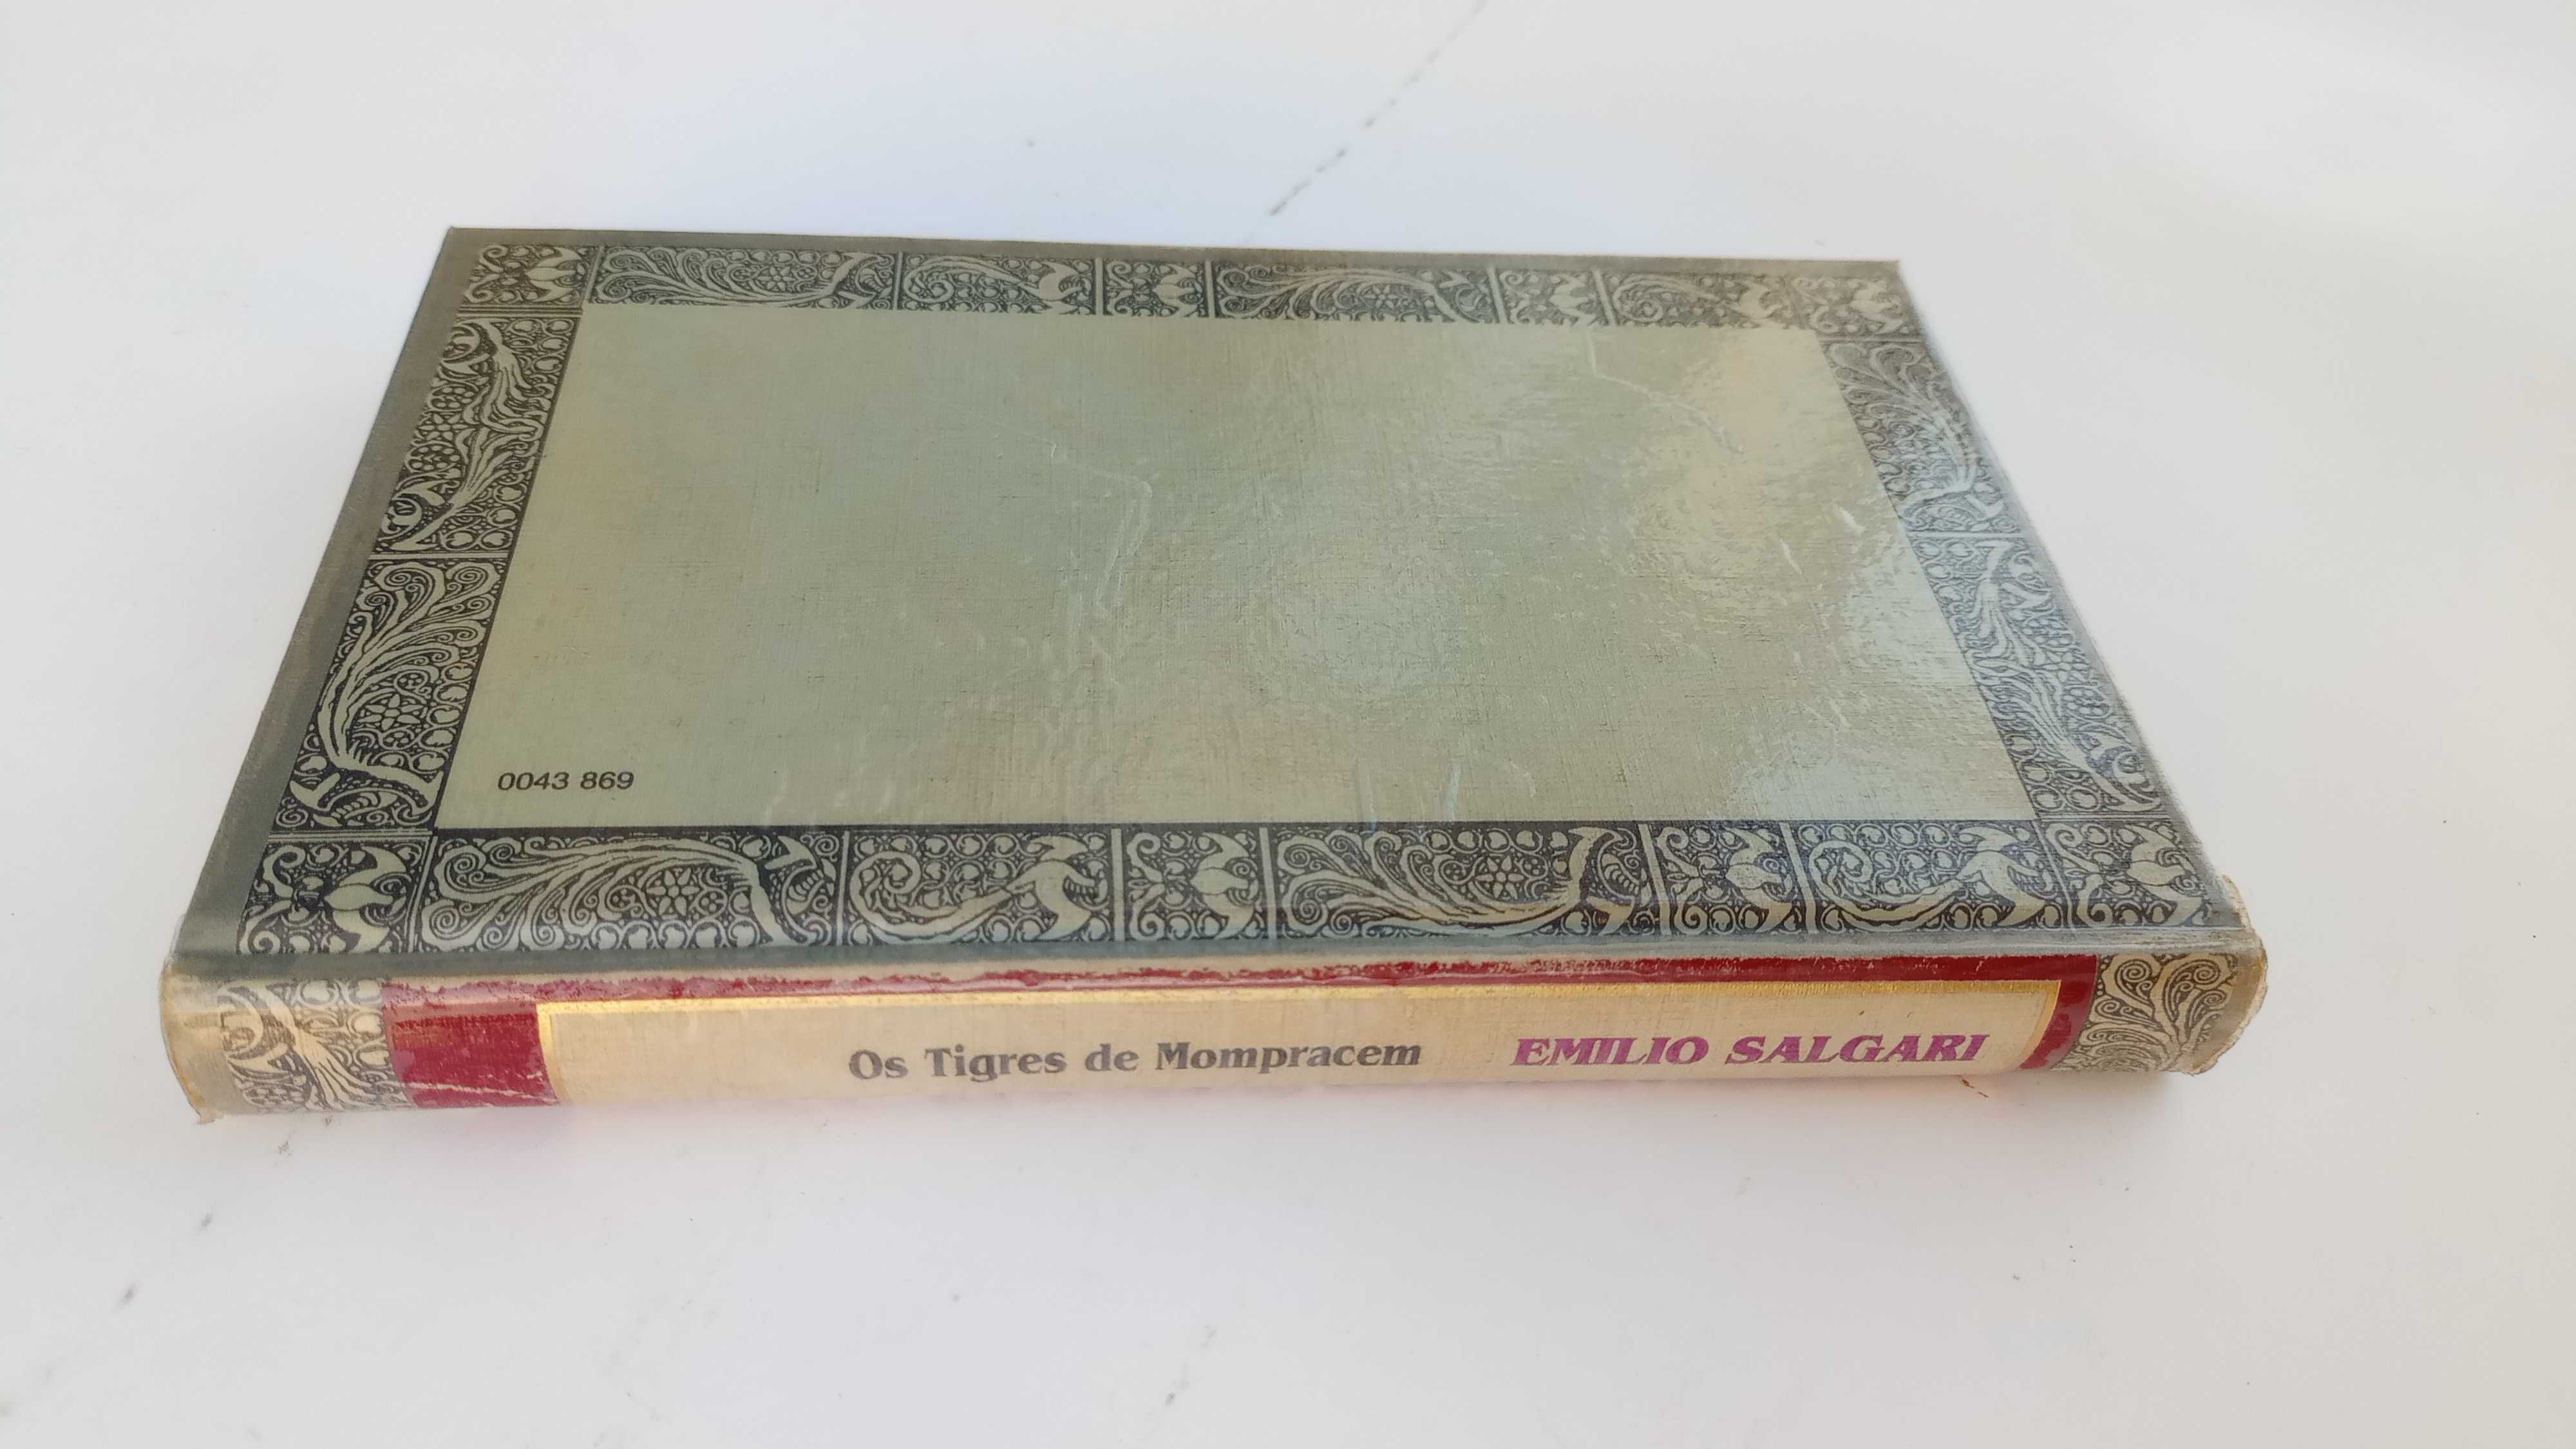 0043 869
Os Tigres de Mompracem EMILIO SALGARI